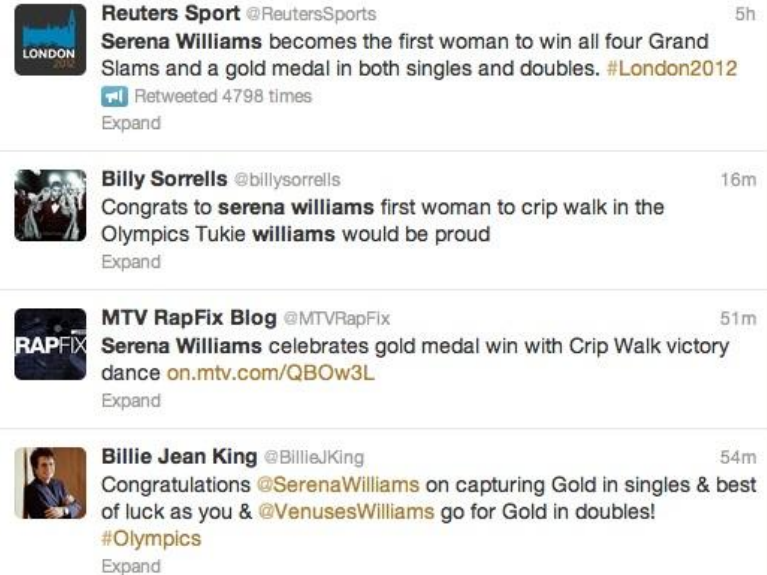 Reuters Sport @ReutersSports 5h
Serena Williams becomes the first woman to win all four Grand
Slams and a gold medal in both singles and doubles. #London2012
Retweeted 4798 times
Expand
LONDON
2012
Billy Sorrells @billysorrells 16m
Congrats to serena williams first woman to crip walk in the
Olympics Tukie williams would be proud
Expand
MTV RapFix Blog @MTVRapFix 51m
RAPFIX
Serena Williams celebrates gold medal win with Crip Walk victory
dance on.mtv.com/QBOw3L
Expand
Billie Jean King @BillieJKing 54m
Congratulations @SerenaWilliams on capturing Gold in singles & best
of luck as you & @VenusesWilliams go for Gold in doubles!
#Olympics
Expand